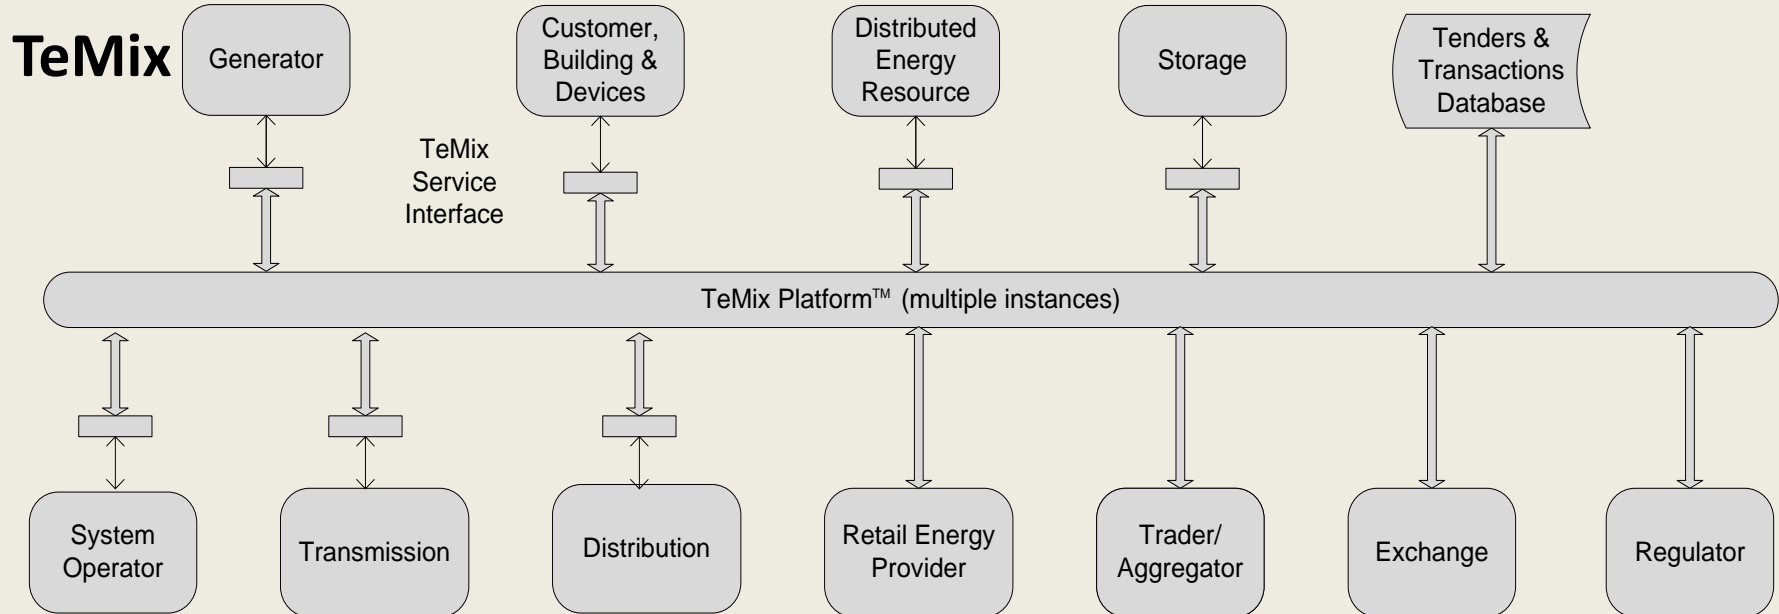 TeMix
Generator
Customer,
Building &
Devices
Distributed
Energy
Resource
Storage
Tenders &
Transactions
Database
TeMix
Service
Interface
TeMix Platform™ (multiple instances)
System
Operator
Transmission
Distribution
Retail Energy
Provider
Trader/
Aggregator
Exchange
Regulator